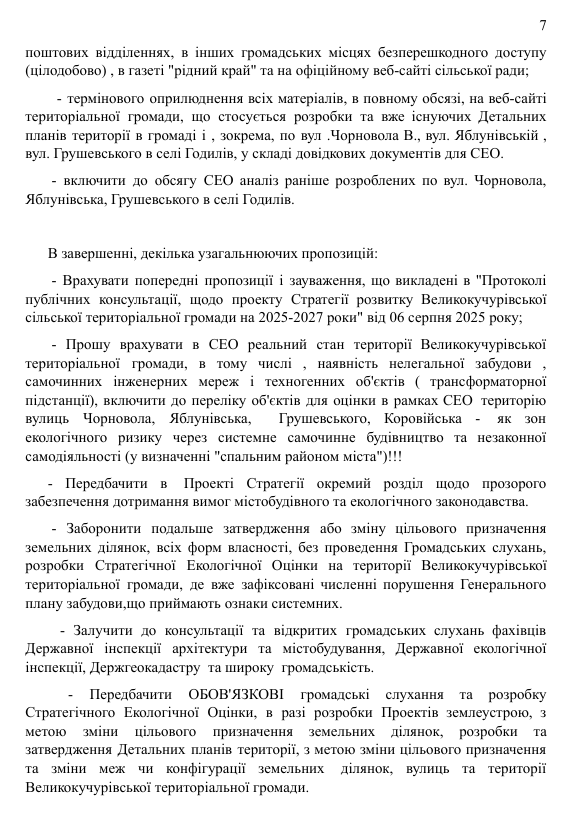 7
поштових відділеннях, в інших громадських місцях безперешкодного доступу
(цілодобово) , в газеті "рідний край" та на офіційному веб-сайті сільської ради;
- термінового оприлюднення всіх матеріалів, в повному обсязі, на веб-сайті
територіальної громади, що стосується розробки та вже існуючих Детальних
планів території в громаді і , зокрема, по вул .Чорновола В., вул. Яблунівській ,
вул. Грушевського в селі Годилів, у складі довідкових документів для СЕО.
- включити до обсягу СЕО аналіз раніше розроблених по вул. Чорновола,
Яблунівська, Грушевського в селі Годилів.
В завершенні, декілька узагальнюючих пропозицій:
- Врахувати попередні пропозиції і зауваження, що викладені в "Протоколі
публічних консультації, щодо проекту Стратегії розвитку Великокучурівської
сільської територіальної громади на 2025-2027 роки" від 06 серпня 2025 року;
- Прошу врахувати в СЕО реальний стан території Великокучурівської
територіальної громади, в тому числі , наявність нелегальної забудови ,
самочинних інженерних мереж і техногенних об'єктів ( трансформаторної
підстанції), включити до переліку об'єктів для оцінки в рамках СЕО територію
вулиць Чорновола, Яблунівська, Грушевського, Коровійська - як зон
екологічного ризику через системне самочинне будівництво та незаконної
самодіяльності (у визначенні "спальним районом міста")!!!
- Передбачити в Проекті Стратегії окремий розділ щодо прозорого
забезпечення дотримання вимог містобудівного та екологічного законодавства.
- Заборонити подальше затвердження або зміну цільового призначення
земельних ділянок, всіх форм власності, без проведення Громадських слухань,
розробки Стратегічної Екологічної Оцінки на території Великокучурівської
територіальної громади, де вже зафіксовані численні порушення Генерального
плану забудови,що приймають ознаки системних.
- Залучити до консультації та відкритих громадських слухань фахівців
Державної інспекції архітектури та містобудування, Державної екологічної
інспекції, Держгеокадастру та широку громадськість.
- Передбачити ОБОВ'ЯЗКОВІ громадські слухання та розробку
Стратегічного Екологічної Оцінки, в разі розробки Проектів землеустрою, з
метою зміни цільового призначення земельних ділянок, розробки та
затвердження Детальних планів території, з метою зміни цільового призначення
та зміни меж чи конфігурації земельних ділянок, вулиць та території
Великокучурівської територіальної громади.